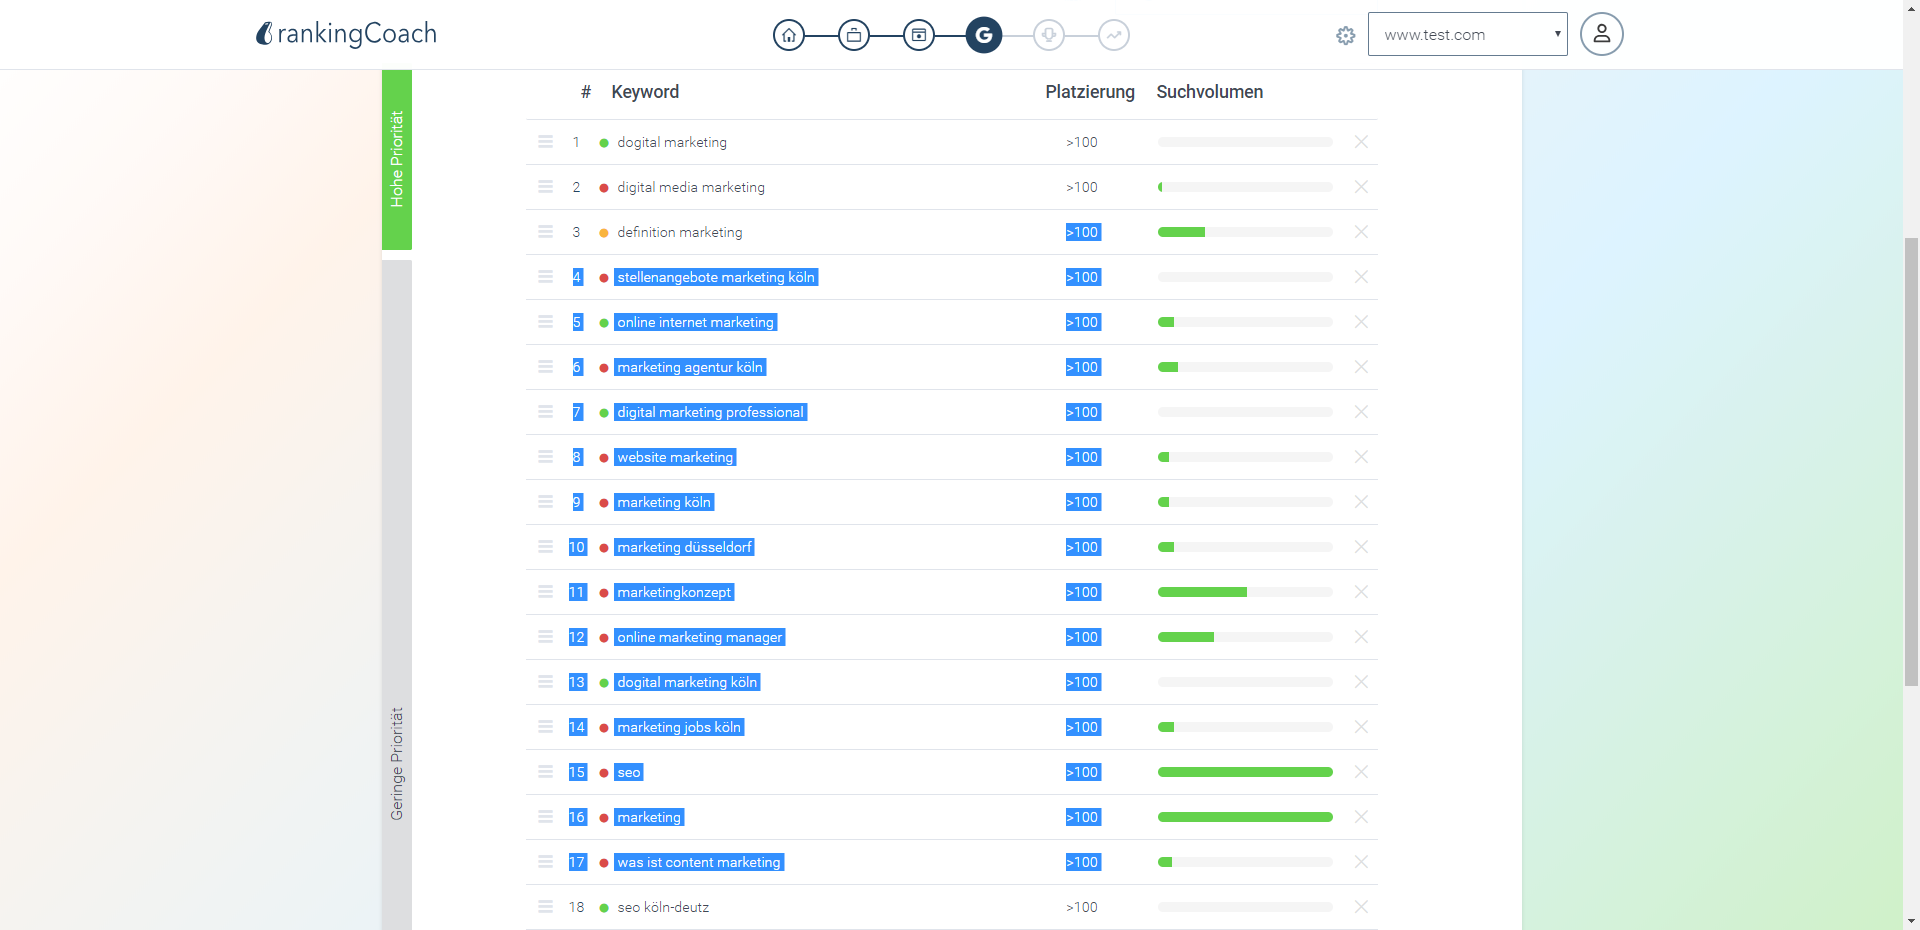 rankingCoach
G
www.test.com
Hohe Priorität
Geringe Priorität
# Keyword Platzierung Suchvolumen
1 dogital marketing >100
2 digital media marketing >100
3 definition marketing >100
4 stellenangebote marketing köln >100
5 online internet marketing >100
6 marketing agentur köln >100
7 digital marketing professional >100
8 website marketing >100
9 marketing köln >100
10 marketing düsseldorf >100
11 marketingkonzept >100
12 online marketing manager >100
13 dogital marketing köln >100
14 marketing jobs köln >100
15 seo >100
16 marketing >100
17 was ist content marketing >100
18 seo köln-deutz >100